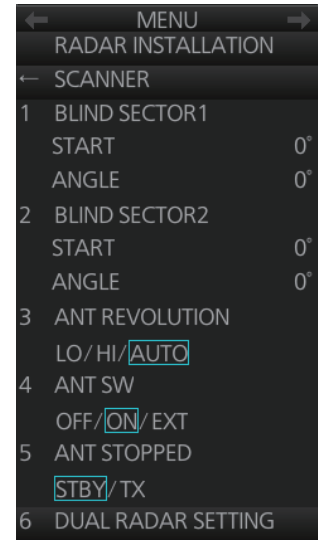 ← MENU →
RADAR INSTALLATION
← SCANNER
1 BLIND SECTOR1
START 0°
ANGLE 0°
2 BLIND SECTOR2
START 0°
ANGLE 0°
3 ANT REVOLUTION
LO/HI/AUTO
4 ANT SW
OFF/ON/EXT
5 ANT STOPPED
STBY/TX
6 DUAL RADAR SETTING